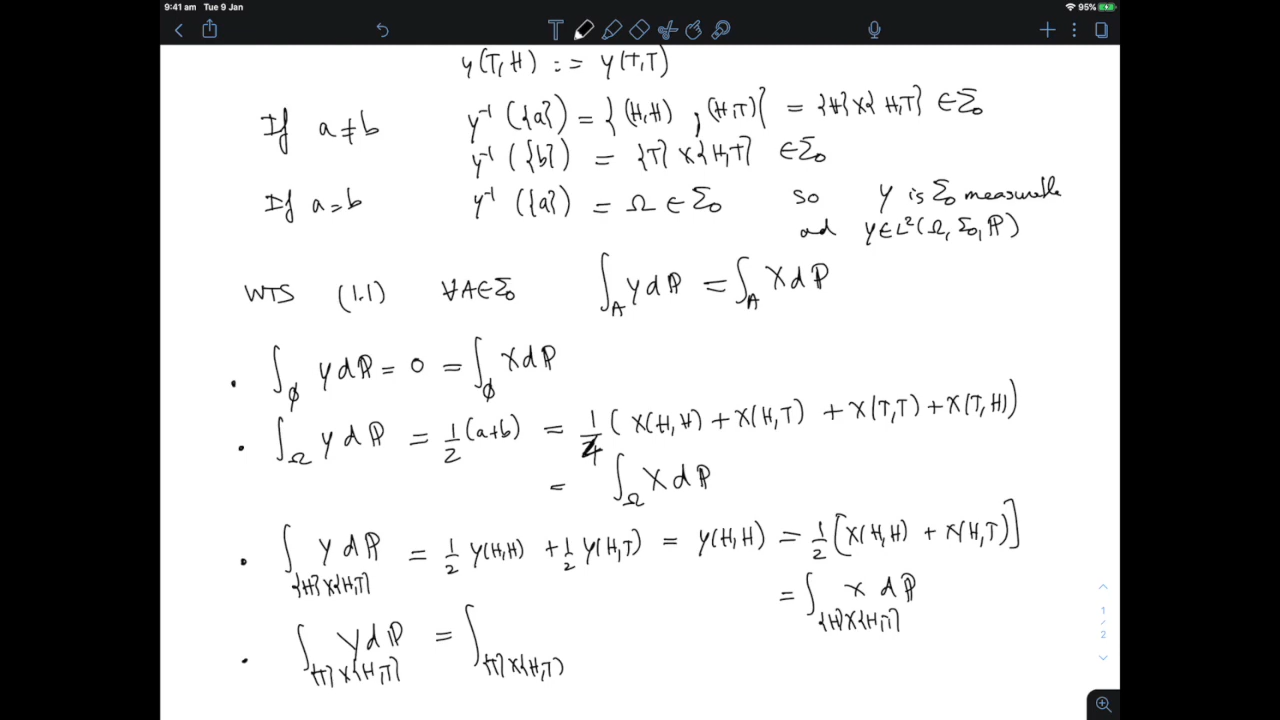 9:41 am Tue 9 Jan
95%
Y(T,H) := Y(T,T)
If a ≠ b Y⁻¹({a}) = {(H,H), (H,T)} = {H}×{H,T} ∈ Σ₀
Y⁻¹({b}) = {T}×{H,T} ∈ Σ₀
If a = b Y⁻¹({a}) = Ω ∈ Σ₀ so Y is Σ₀ measurable
and Y ∈ L²(Ω, Σ₀, ℙ)
WTS (1.1) ∀A∈Σ₀ ∫_A Y dℙ = ∫_A X dℙ
• ∫_∅ Y dℙ = 0 = ∫_∅ X dℙ
• ∫_Ω Y dℙ = 1/2 (a+b) = 1/4 ( X(H,H) + X(H,T) + X(T,T) + X(T,H) )
= ∫_Ω X dℙ
• ∫_{H}×{H,T} Y dℙ = 1/2 Y(H,H) + 1/2 Y(H,T) = Y(H,H) = 1/2 [X(H,H) + X(H,T)]
= ∫_{H}×{H,T} X dℙ
• ∫_{T}×{H,T} Y dℙ = ∫_{T}×{H,T}
1 / 2